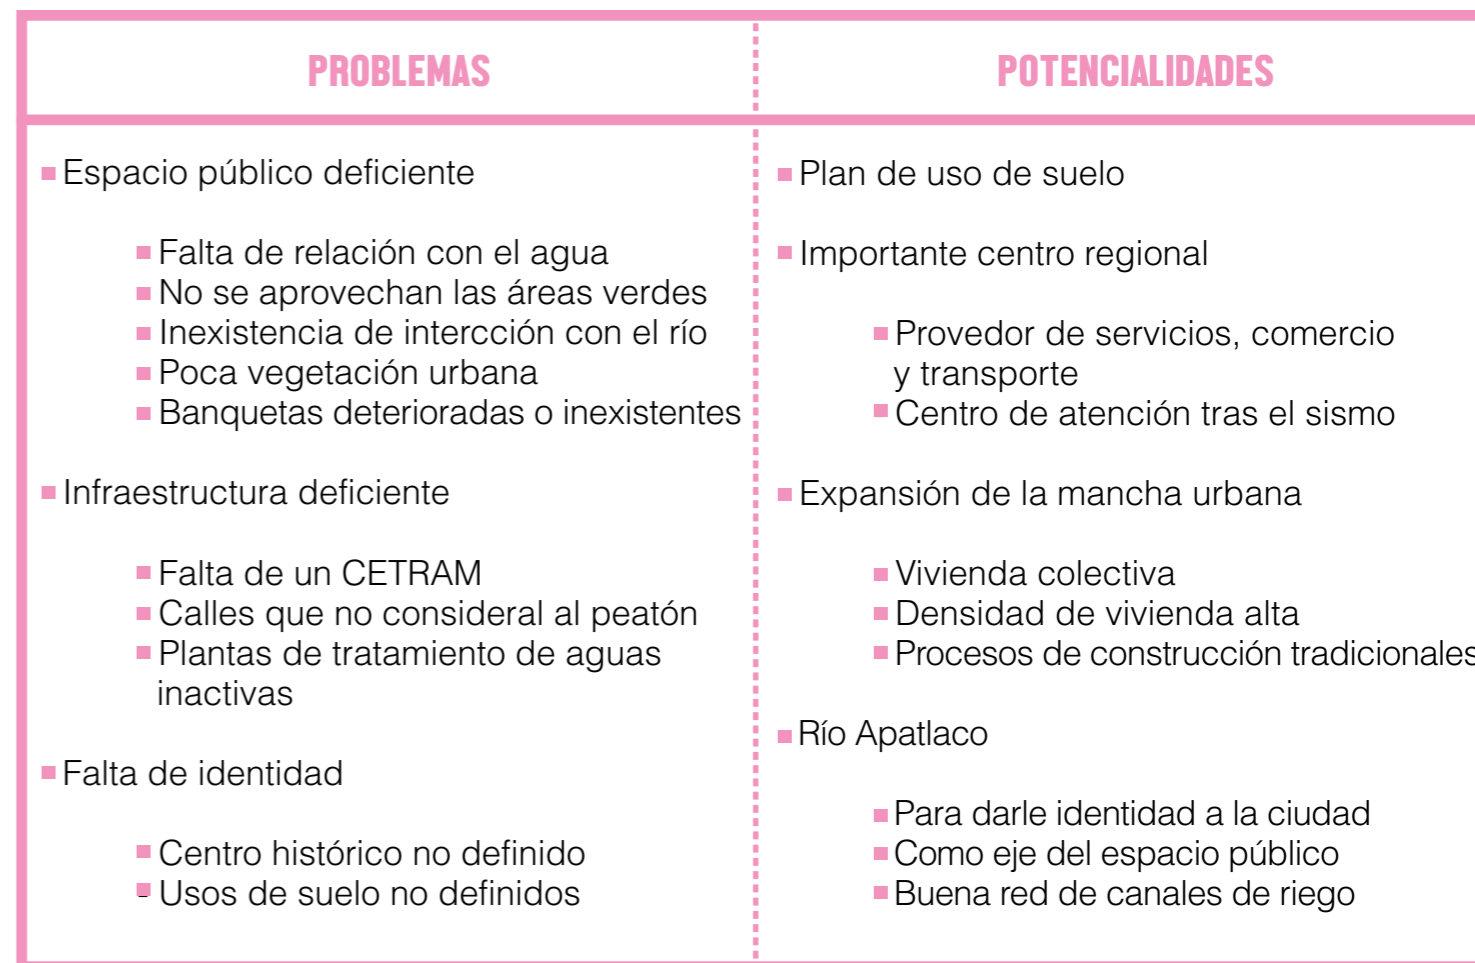 PROBLEMAS
Espacio público deficiente
Falta de relación con el agua
No se aprovechan las áreas verdes
Inexistencia de intercción con el río
Poca vegetación urbana
Banquetas deterioradas o inexistentes
Infraestructura deficiente
Falta de un CETRAM
Calles que no consideral al peatón
Plantas de tratamiento de aguas
inactivas
Falta de identidad
Centro histórico no definido
Usos de suelo no definidos
POTENCIALIDADES
Plan de uso de suelo
Importante centro regional
Provedor de servicios, comercio
y transporte
Centro de atención tras el sismo
Expansión de la mancha urbana
Vivienda colectiva
Densidad de vivienda alta
Procesos de construcción tradicionales
Río Apatlaco
Para darle identidad a la ciudad
Como eje del espacio público
Buena red de canales de riego